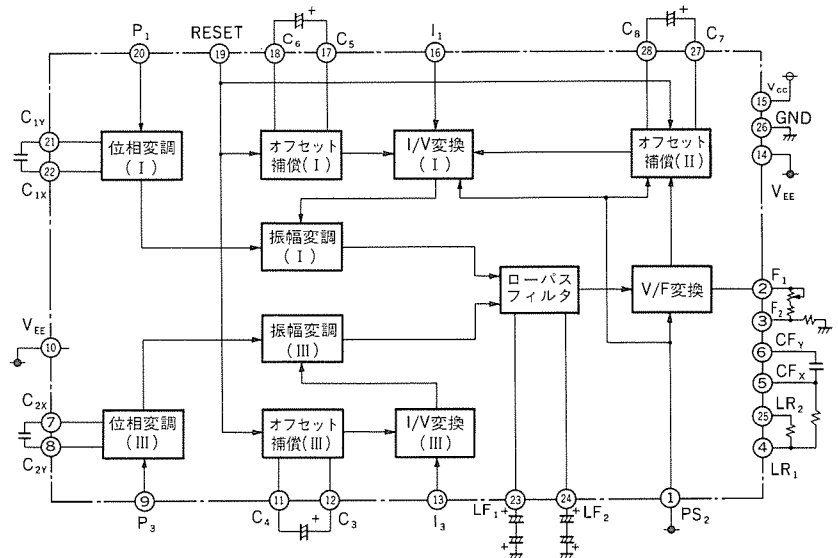 P1
RESET
C6
C5
I1
C8
C7
20
19
18
17
16
28
27
VCC
15
C1Y
21
GND
26
22
C1X
14
VEE
位相変調
(Ⅰ)
オフセット
補償(Ⅰ)
I/V変換
(Ⅰ)
オフセット
補償(Ⅱ)
振幅変調
(Ⅰ)
ローパス
フィルタ
V/F変換
F1
2
F2
3
VEE
10
振幅変調
(Ⅲ)
CFY
6
CFX
5
C2X
7
8
C2Y
位相変調
(Ⅲ)
オフセット
補償(Ⅲ)
I/V変換
(Ⅲ)
LR2
25
4
LR1
9
P3
11
C4
12
C3
13
I3
23
LF1
24
LF2
1
PS2